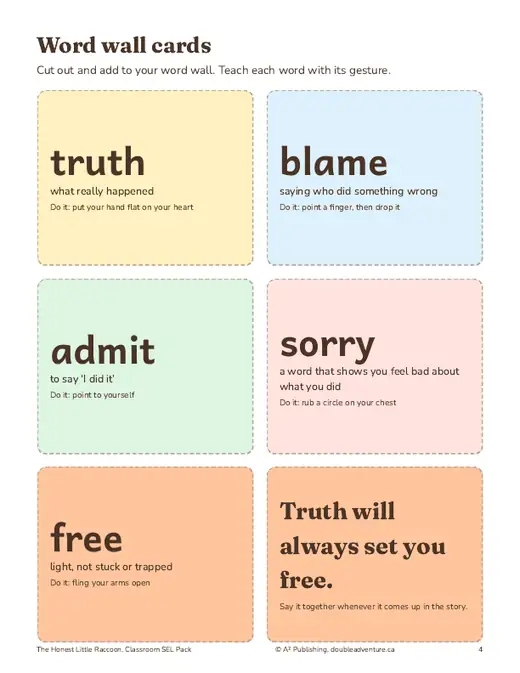 Word wall cards
Cut out and add to your word wall. Teach each word with its gesture.
truth
what really happened
Do it: put your hand flat on your heart
blame
saying who did something wrong
Do it: point a finger, then drop it
admit
to say 'I did it'
Do it: point to yourself
sorry
a word that shows you feel bad about
what you did
Do it: rub a circle on your chest
free
light, not stuck or trapped
Do it: fling your arms open
Truth will
always set you
free.
Say it together whenever it comes up in the story.
The Honest Little Raccoon. Classroom SEL Pack
© A² Publishing, doubleadventure.ca
4